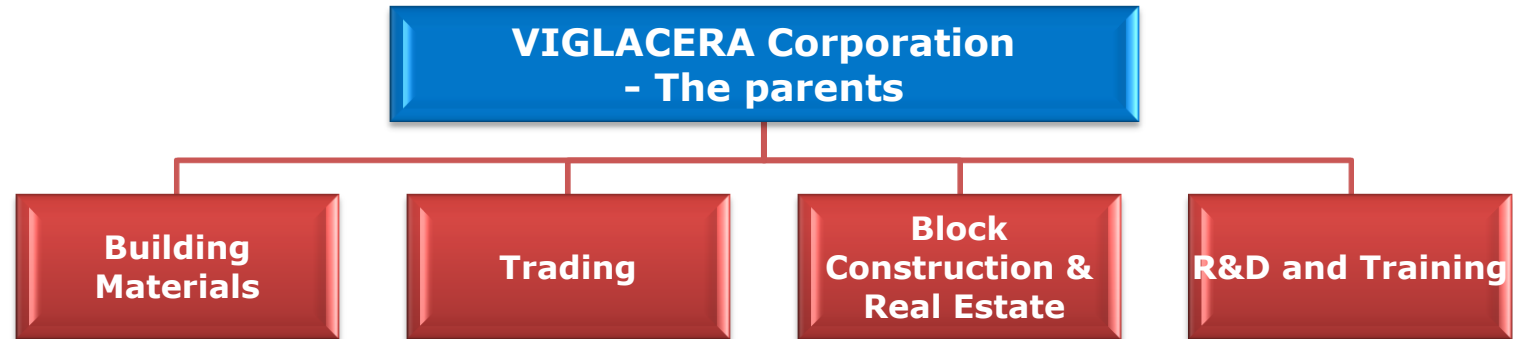 VIGLACERA Corporation
- The parents
Building
Materials
Trading
Block
Construction &
Real Estate
R&D and Training